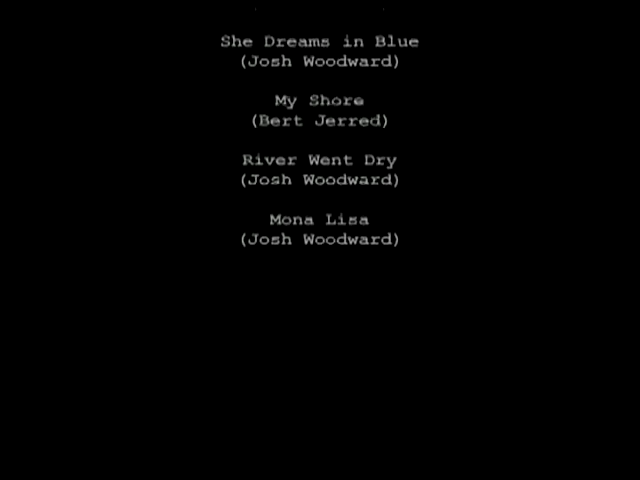 She Dreams in Blue
(Josh Woodward)
My Shore
(Bert Jerred)
River Went Dry
(Josh Woodward)
Mona Lisa
(Josh Woodward)